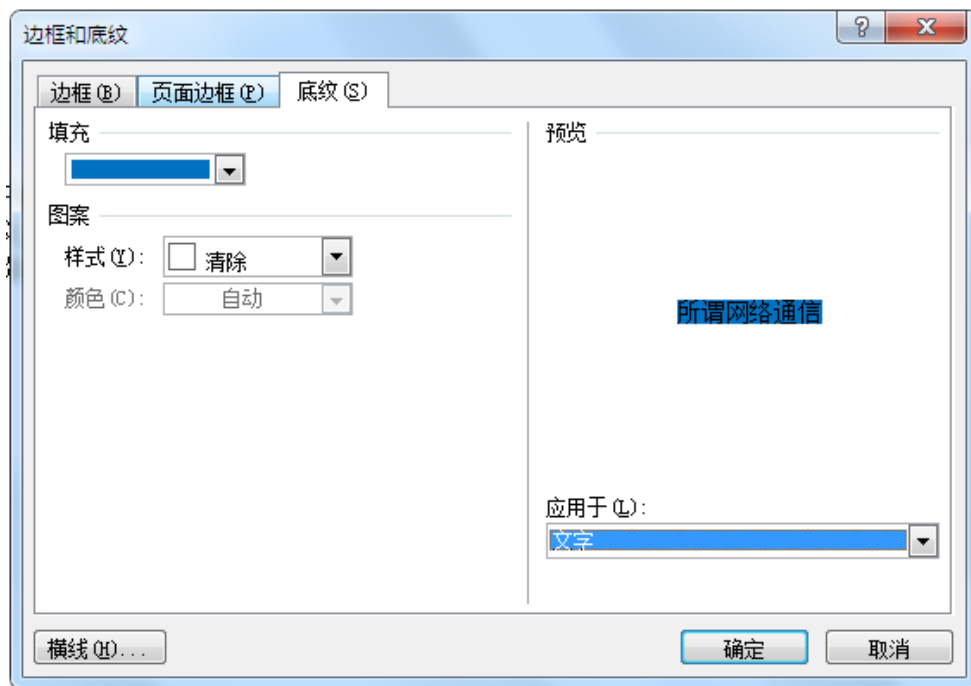 边框和底纹
边框(B) 页面边框(P) 底纹(S)
填充
图案
样式(Y): 清除
颜色(C): 自动
预览
所谓网络通信
应用于(L):
文字
横线(H)... 确定 取消